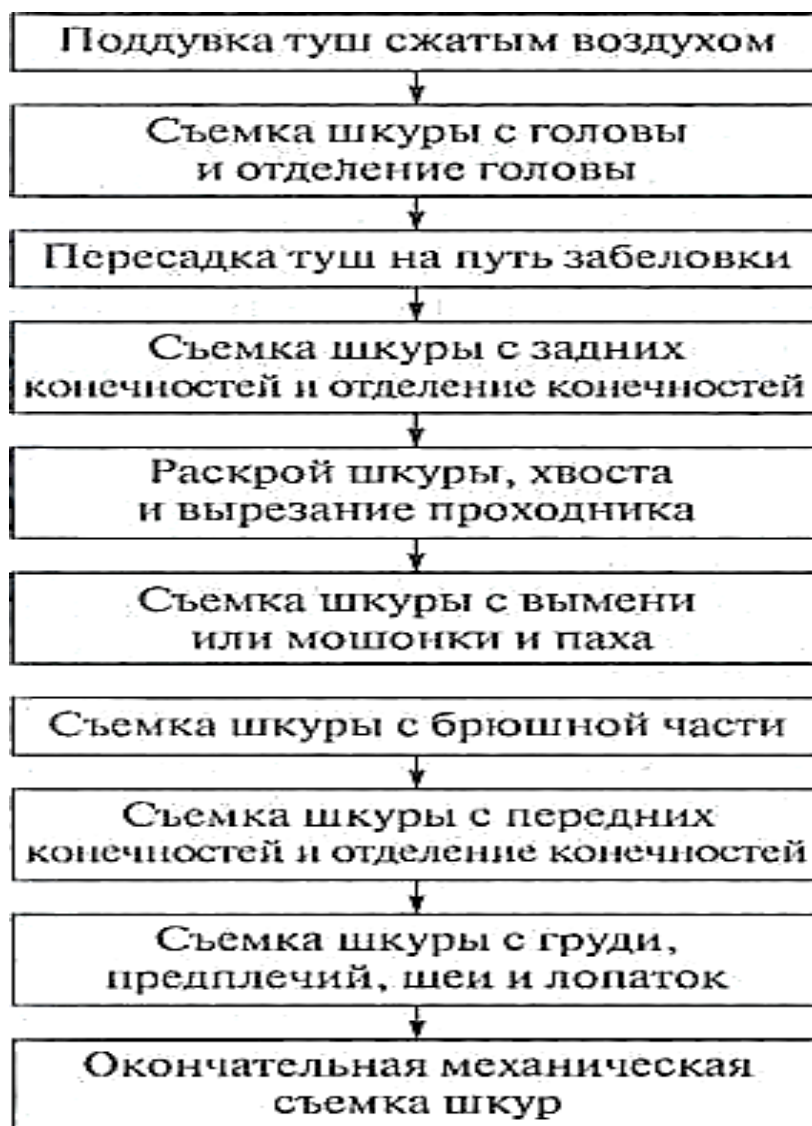 Поддувка туш сжатым воздухом
Съемка шкуры с головы
и отделение головы
Пересадка туш на путь забеловки
Съемка шкуры с задних
конечностей и отделение конечностей
Раскрой шкуры, хвоста
и вырезание проходника
Съемка шкуры с вымени
или мошонки и паха
Съемка шкуры с брюшной части
Съемка шкуры с передних
конечностей и отделение конечностей
Съемка шкуры с груди,
предплечий, шеи и лопаток
Окончательная механическая
съемка шкур